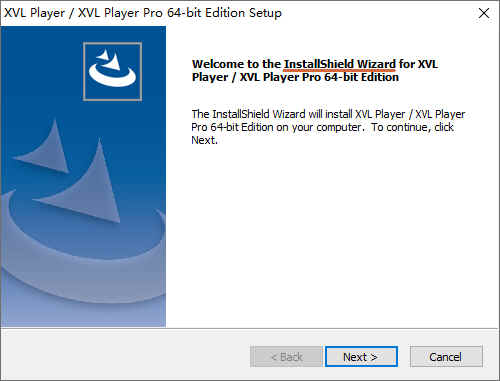 XVL Player / XVL Player Pro 64-bit Edition Setup
Welcome to the InstallShield Wizard for XVL
Player / XVL Player Pro 64-bit Edition
The InstallShield Wizard will install XVL Player / XVL Player
Pro 64-bit Edition on your computer. To continue, click
Next.
< Back Next > Cancel